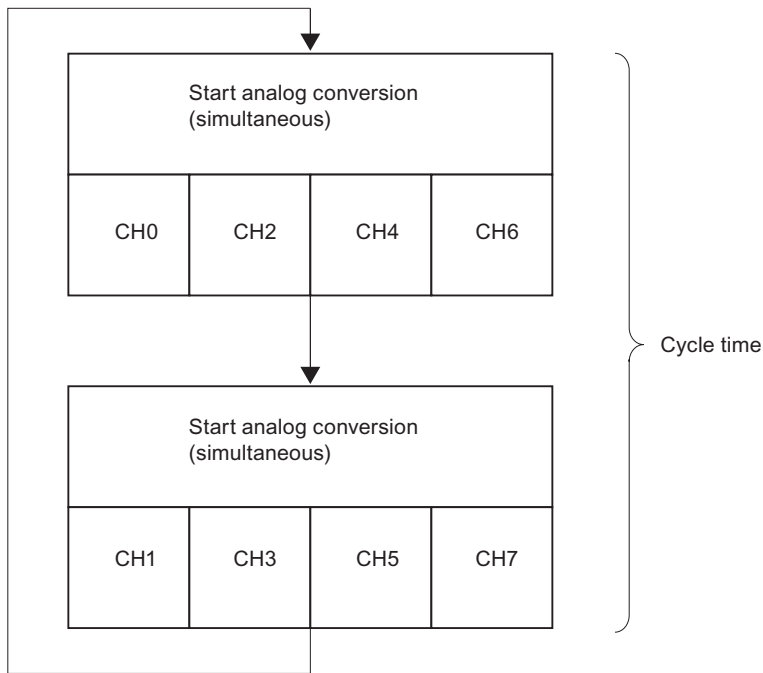 Start analog conversion
(simultaneous)
CH0 CH2 CH4 CH6
Cycle time
Start analog conversion
(simultaneous)
CH1 CH3 CH5 CH7